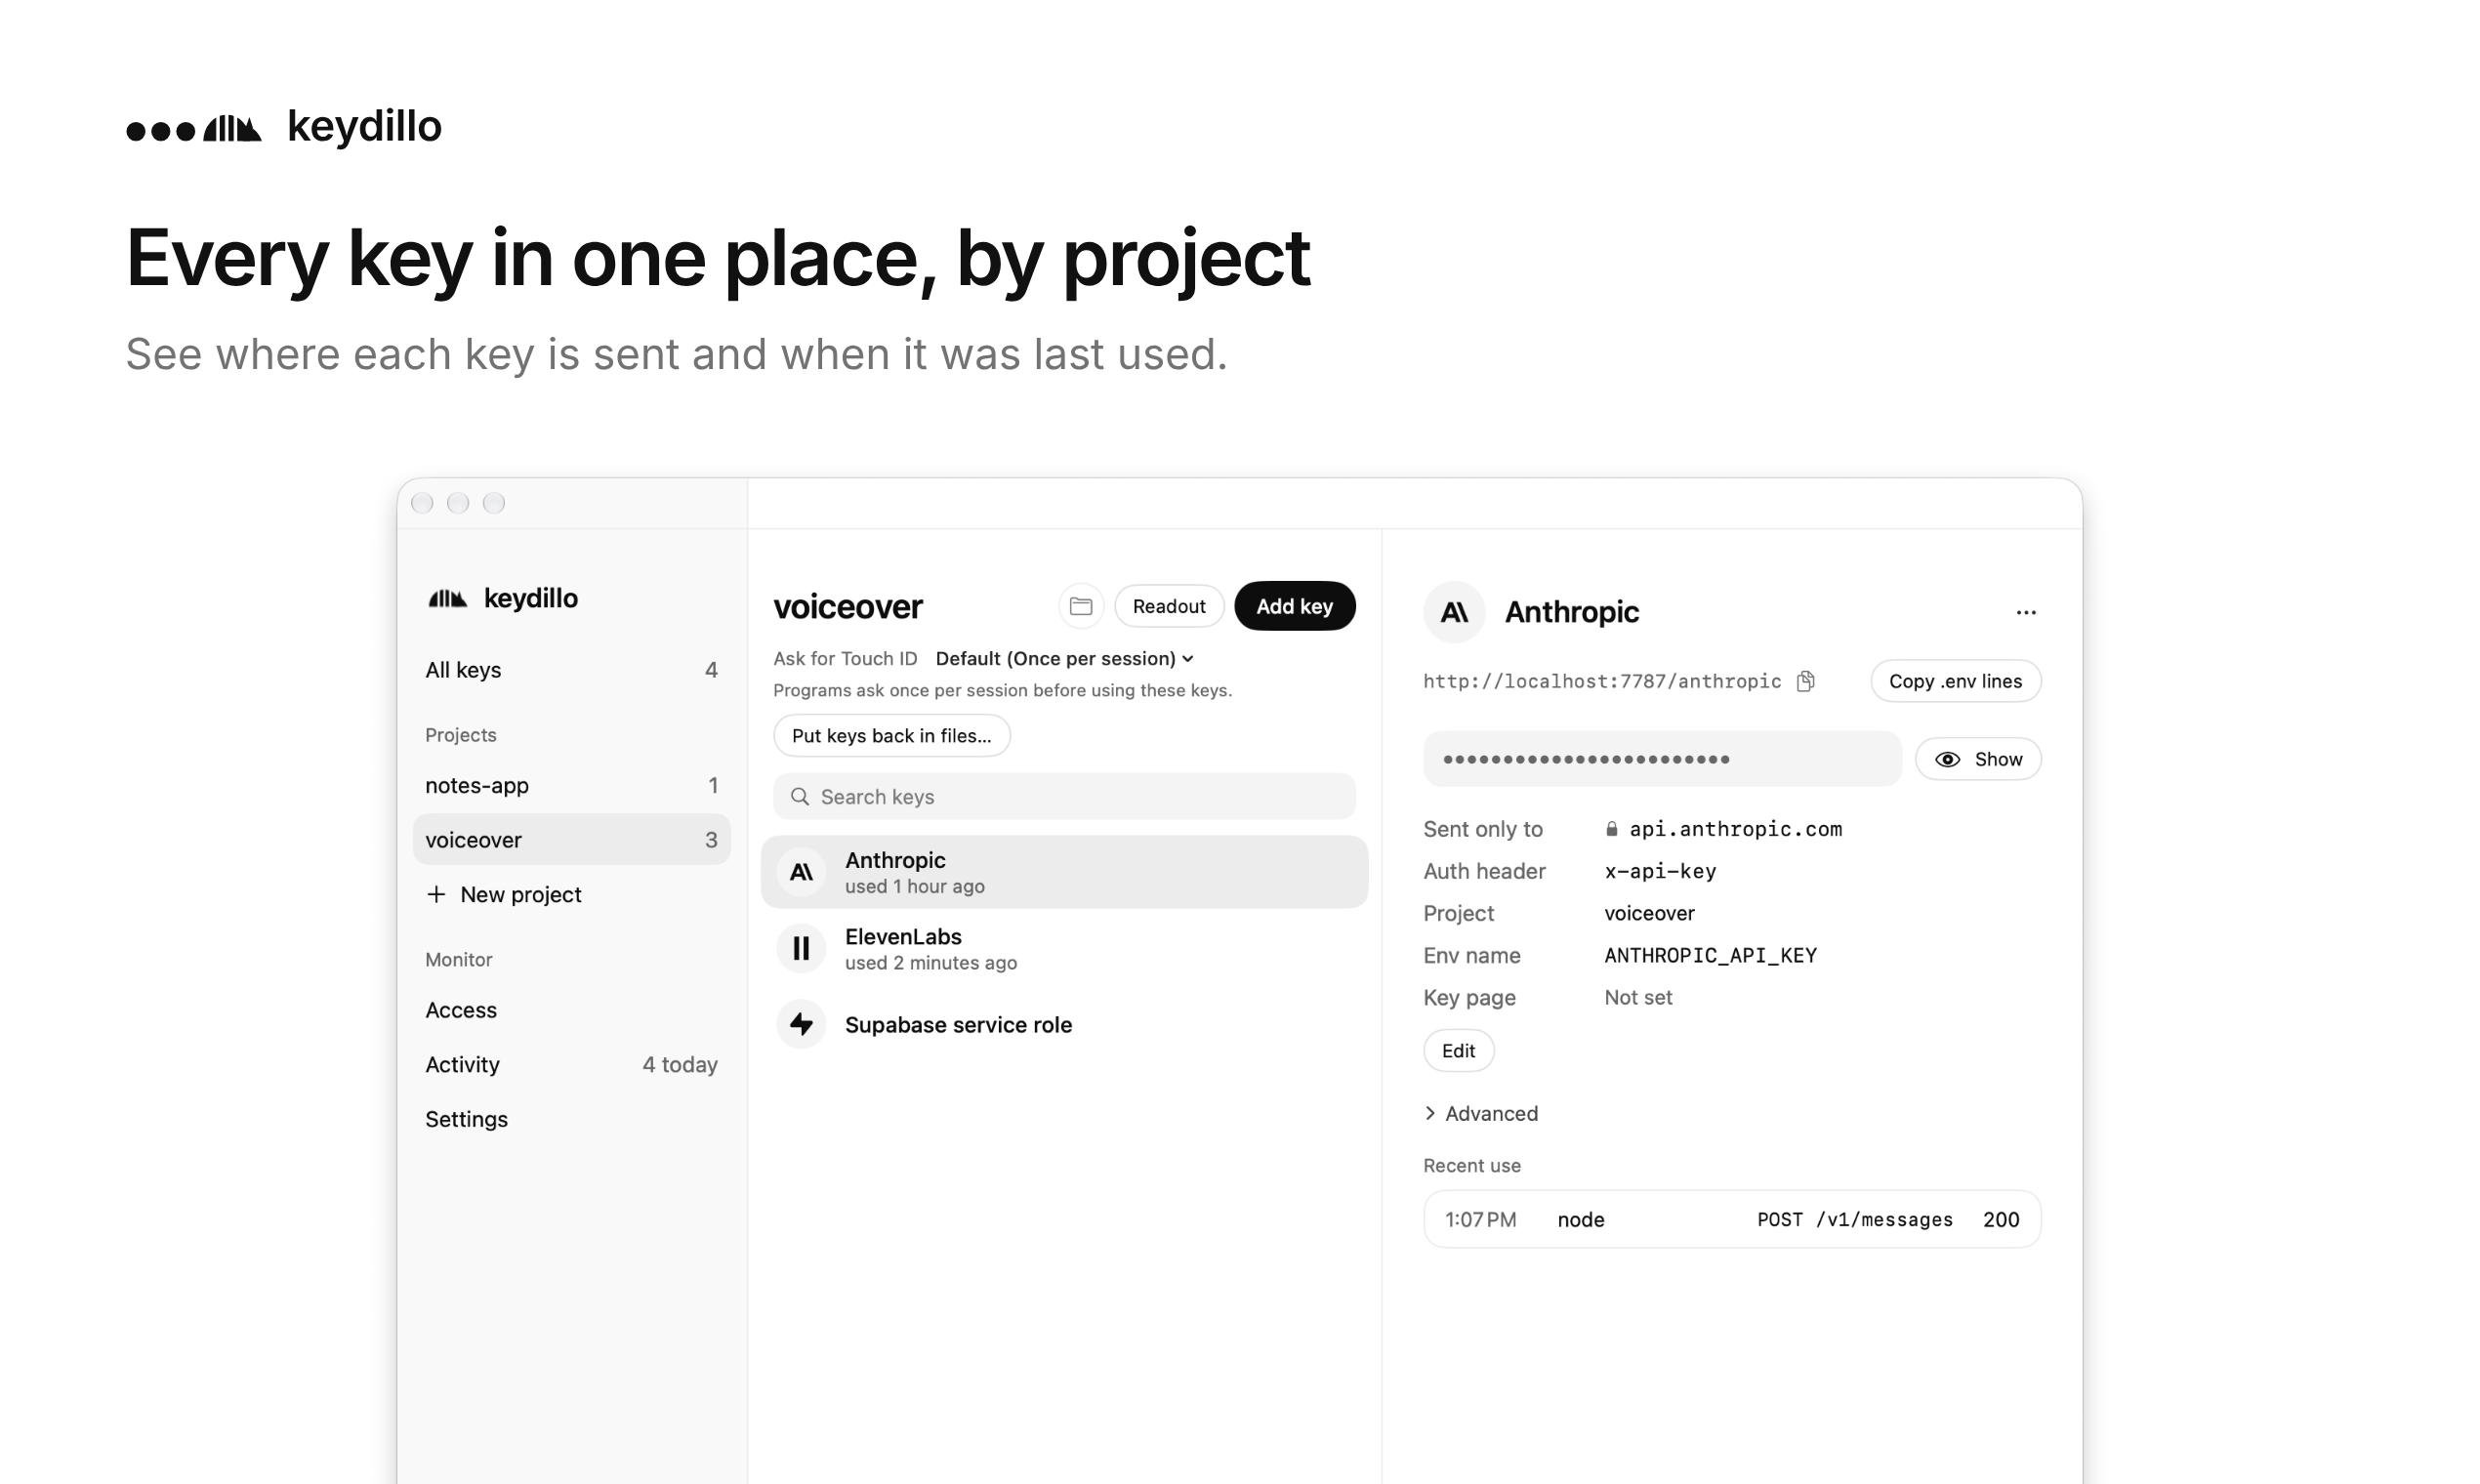 keydillo
Every key in one place, by project
See where each key is sent and when it was last used.
keydillo
All keys 4
Projects
notes-app 1
voiceover 3
New project
Monitor
Access
Activity 4 today
Settings
voiceover Readout Add key
Ask for Touch ID Default (Once per session)
Programs ask once per session before using these keys.
Put keys back in files...
Search keys
Anthropic
used 1 hour ago
ElevenLabs
used 2 minutes ago
Supabase service role
Anthropic
http://localhost:7787/anthropic Copy .env lines
Show
Sent only to api.anthropic.com
Auth header x-api-key
Project voiceover
Env name ANTHROPIC_API_KEY
Key page Not set
Edit
Advanced
Recent use
1:07 PM node POST /v1/messages 200